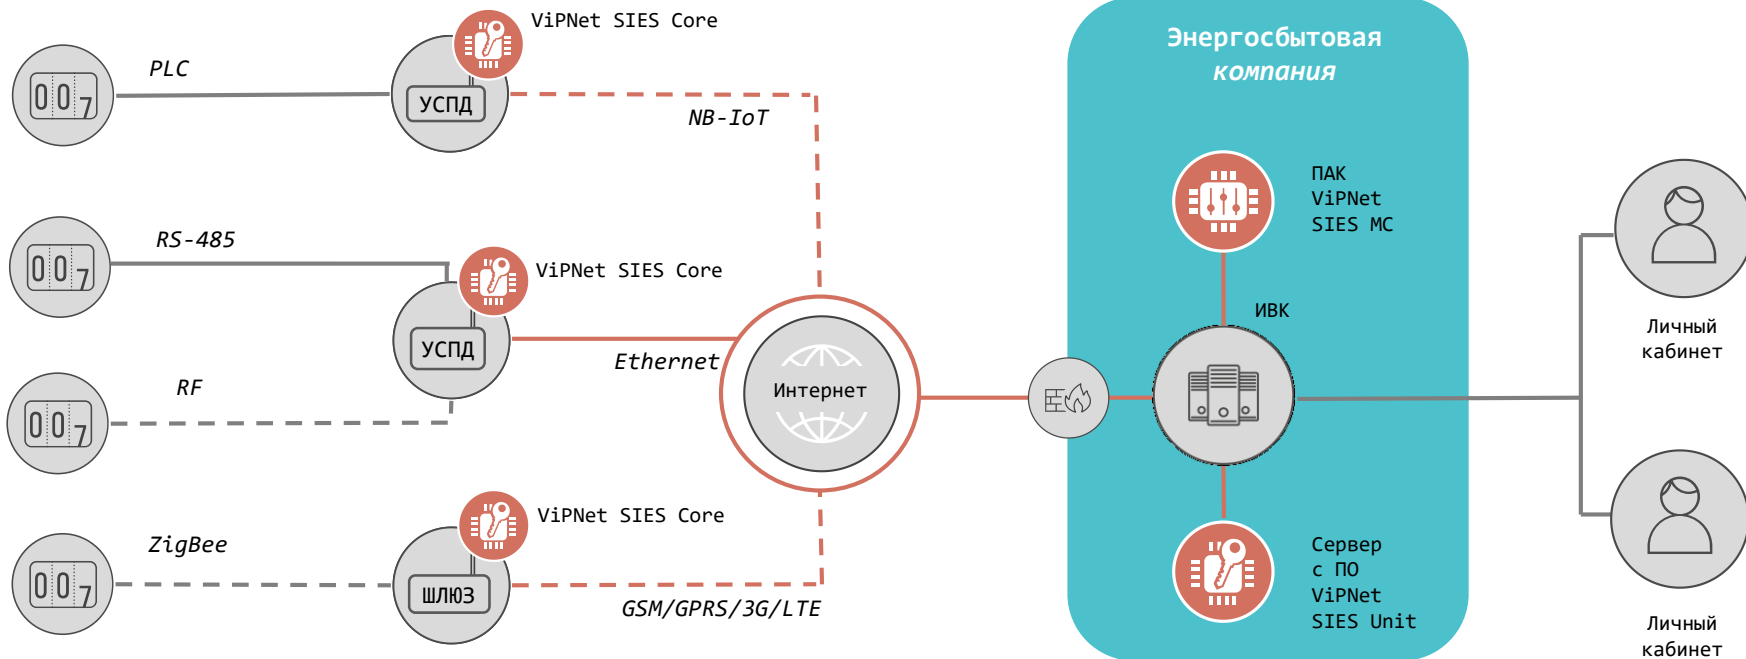 ViPNet SIES Core
PLC
007
УСПД
NB-IoT
RS-485
007
ViPNet SIES Core
УСПД
Ethernet
RF
007
ZigBee
007
ViPNet SIES Core
ШЛЮЗ
GSM/GPRS/3G/LTE
Интернет
Энергосбытовая
компания
ПАК
ViPNet
SIES MC
ИВК
Сервер
с ПО
ViPNet
SIES Unit
Личный
кабинет
Личный
кабинет